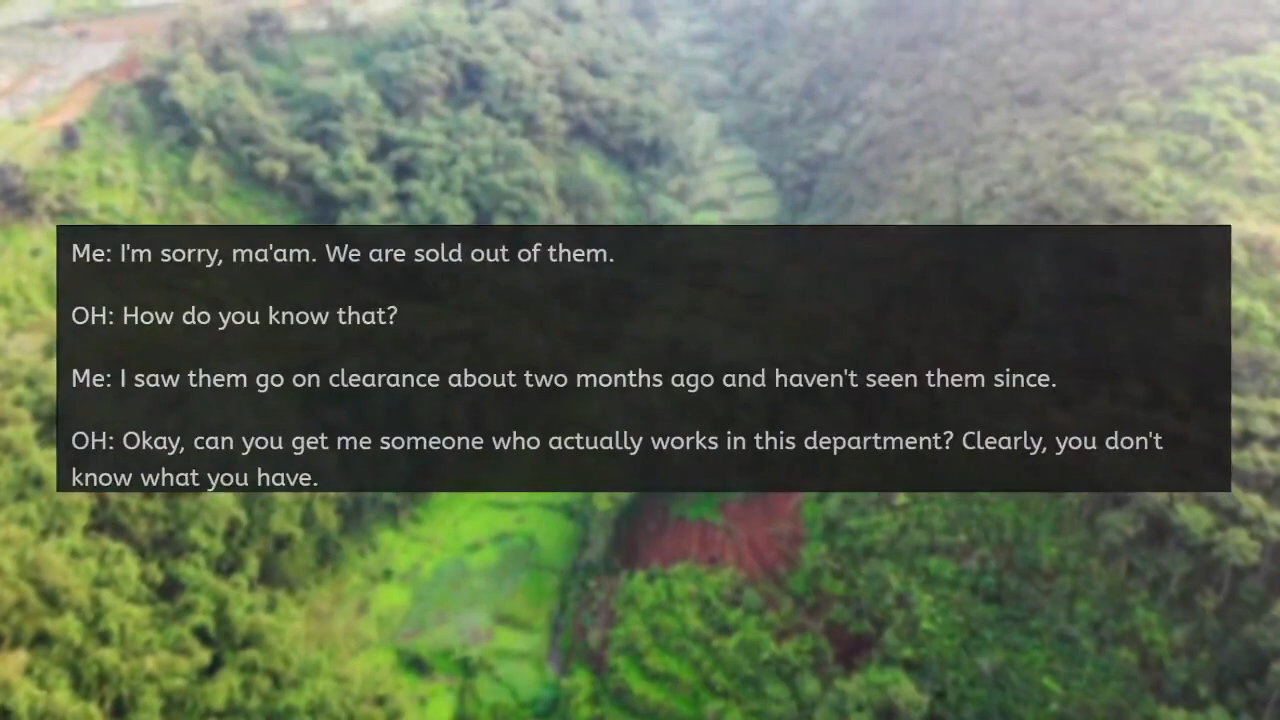 Me: I'm sorry, ma'am. We are sold out of them.
OH: How do you know that?
Me: I saw them go on clearance about two months ago and haven't seen them since.
OH: Okay, can you get me someone who actually works in this department? Clearly, you don't
know what you have.